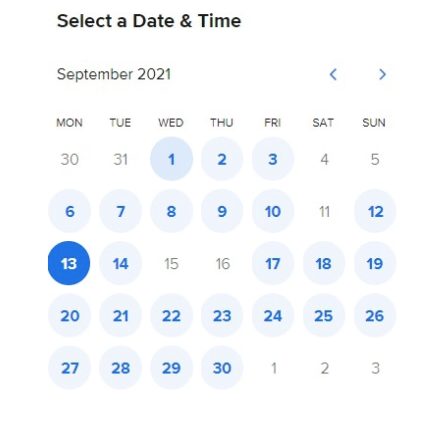 Select a Date & Time
September 2021
MON TUE WED THU FRI SAT SUN
30 31 1 2 3 4 5
6 7 8 9 10 11 12
13 14 15 16 17 18 19
20 21 22 23 24 25 26
27 28 29 30 1 2 3